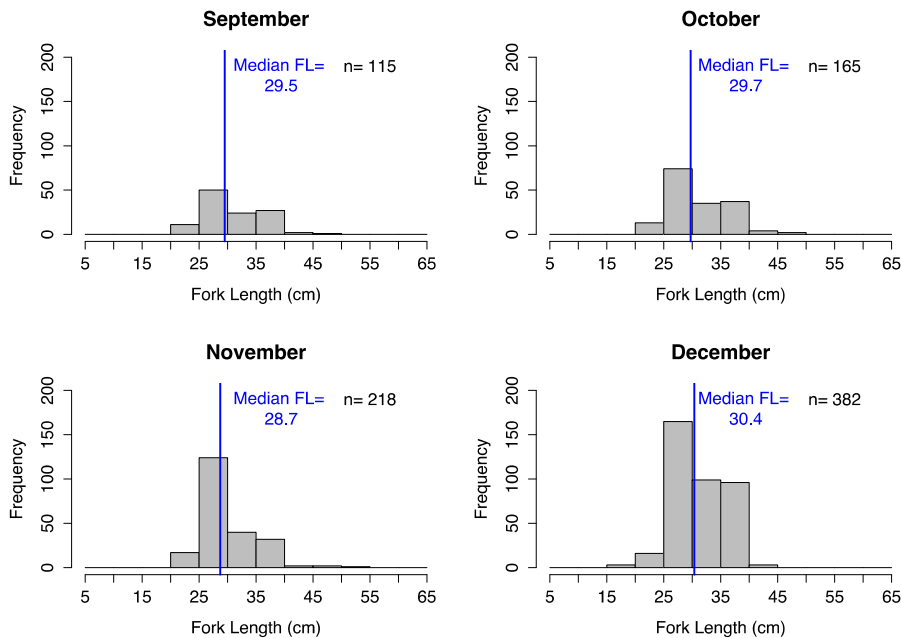 September
Frequency
200
150
100
50
0
Median FL=
29.5
n= 115
5 15 25 35 45 55 65
Fork Length (cm)
October
Frequency
200
150
100
50
0
Median FL=
29.7
n= 165
5 15 25 35 45 55 65
Fork Length (cm)
November
Frequency
200
150
100
50
0
Median FL=
28.7
n= 218
5 15 25 35 45 55 65
Fork Length (cm)
December
Frequency
200
150
100
50
0
Median FL=
30.4
n= 382
5 15 25 35 45 55 65
Fork Length (cm)